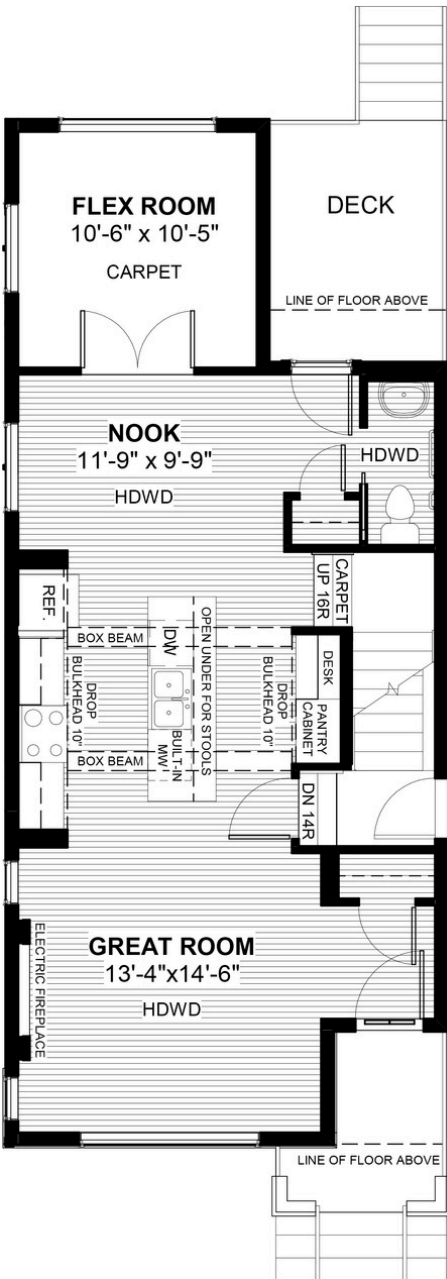 FLEX ROOM
10'-6" x 10'-5"
CARPET
DECK
LINE OF FLOOR ABOVE
NOOK
11'-9" x 9'-9"
HDWD
HDWD
CARPET
UP 16R
REF.
BOX BEAM
DW
OPEN UNDER FOR STOOLS
DROP
BULKHEAD 10"
DROP
BULKHEAD 10"
DESK
PANTRY
CABINET
BUILT-IN
MW
BOX BEAM
DN 14R
N
ELECTRIC FIREPLACE
GREAT ROOM
13'-4"x14'-6"
HDWD
LINE OF FLOOR ABOVE